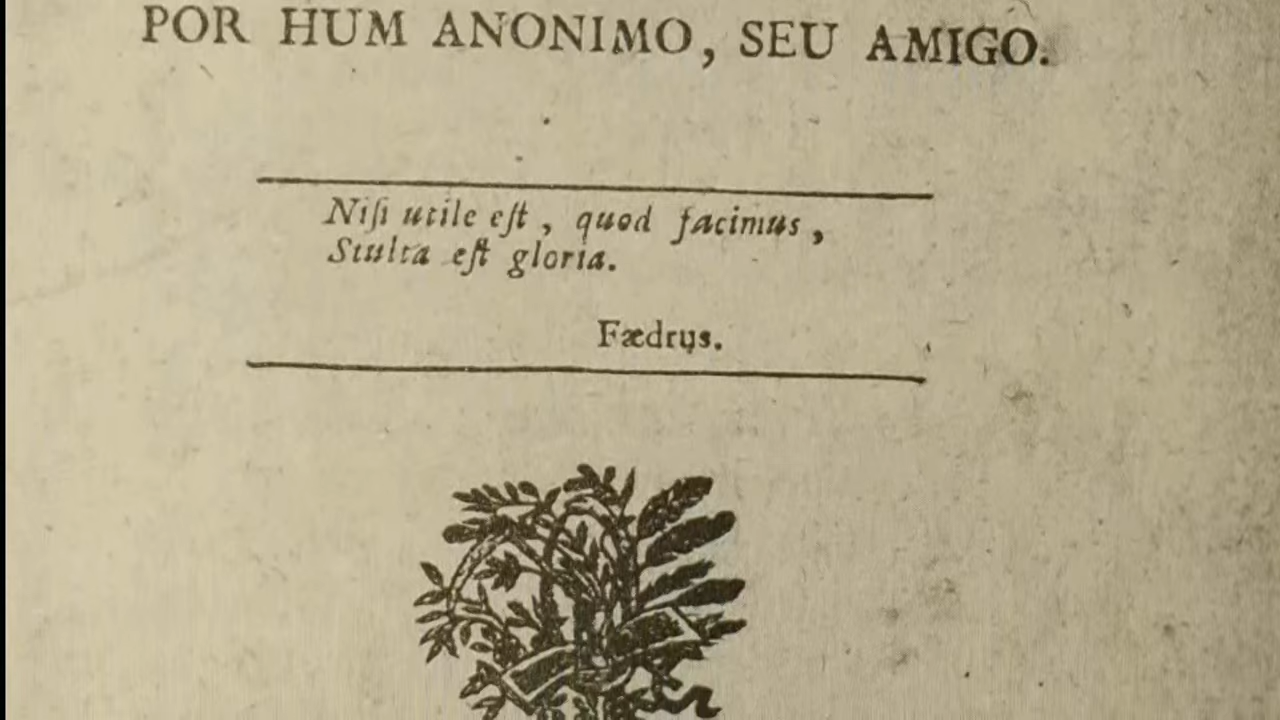 POR HUM ANONIMO, SEU AMIGO.
Niſi utile eſt, quod facimus,
Stulta eſt gloria.
Fædrus.